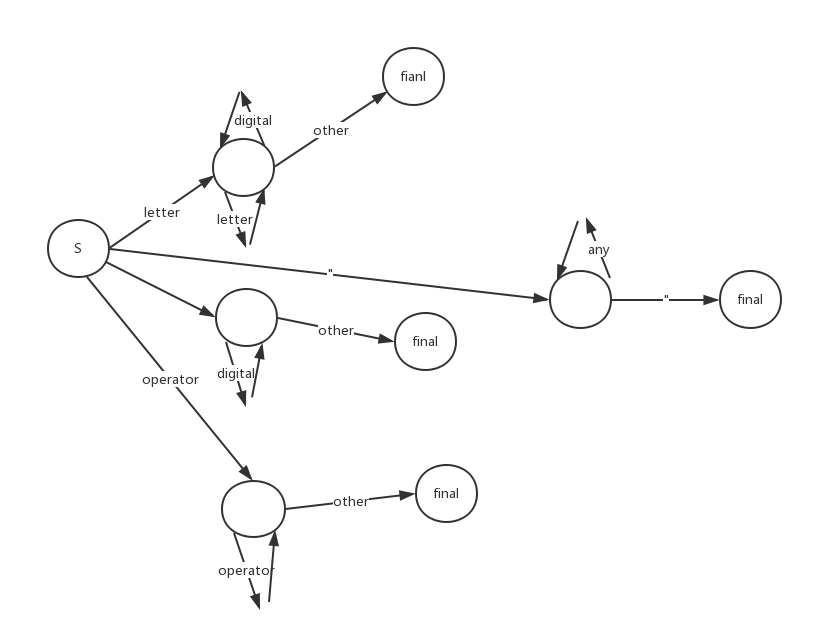 fianl
digital
other
letter
letter
S
any
"
"
final
other
final
digital
operator
final
other
operator